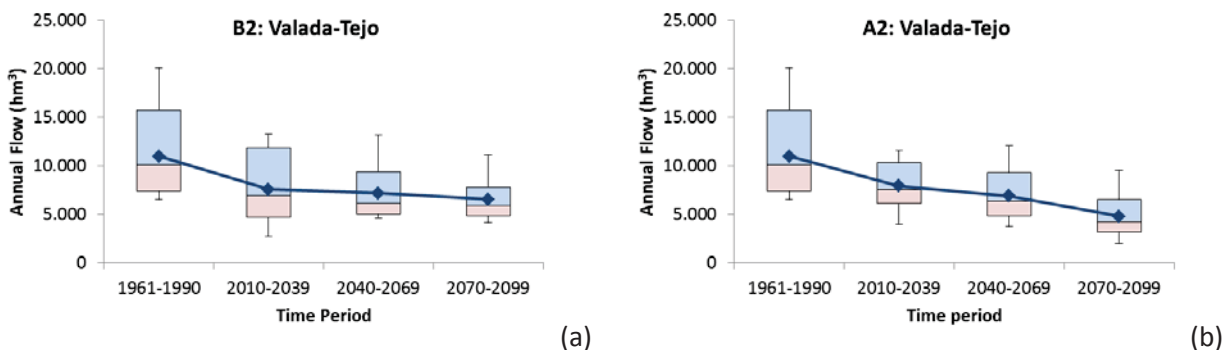 B2: Valada-Tejo
Annual Flow (hm³)
25.000
20.000
15.000
10.000
5.000
0
1961-1990 2010-2039 2040-2069 2070-2099
Time Period
(a)
A2: Valada-Tejo
Annual Flow (hm³)
25.000
20.000
15.000
10.000
5.000
0
1961-1990 2010-2039 2040-2069 2070-2099
Time period
(b)